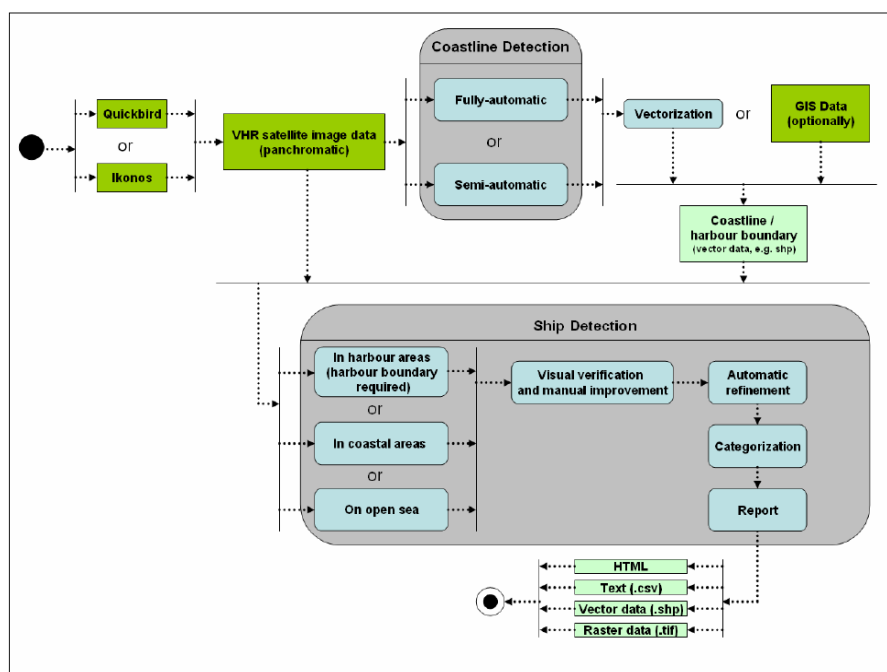 Coastline Detection
Quickbird
or
Ikonos
VHR satellite image data
(panchromatic)
Fully-automatic
or
Semi-automatic
Vectorization
or
GIS Data
(optionally)
Coastline /
harbour boundary
(vector data, e.g. shp)
Ship Detection
In harbour areas
(harbour boundary
required)
or
In coastal areas
or
On open sea
Visual verification
and manual improvement
Automatic
refinement
Categorization
Report
HTML
Text (.csv)
Vector data (.shp)
Raster data (.tif)